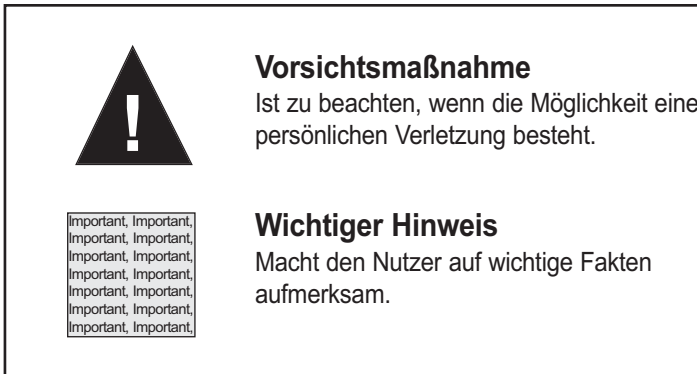 !
Vorsichtsmaßnahme
Ist zu beachten, wenn die Möglichkeit eine
persönlichen Verletzung besteht.
Important, Important,
Important, Important,
Important, Important,
Important, Important,
Important, Important,
Important, Important,
Important, Important,
Wichtiger Hinweis
Macht den Nutzer auf wichtige Fakten
aufmerksam.